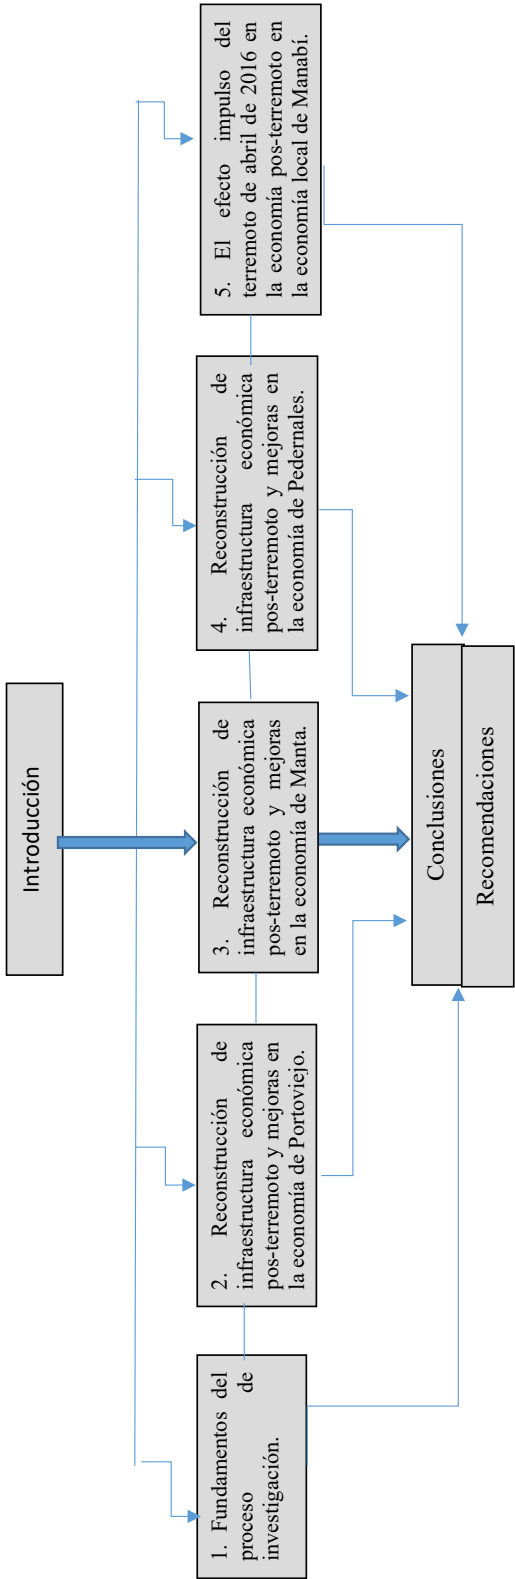 Introducción
1. Fundamentos del
proceso de
investigación.
2. Reconstrucción de
infraestructura económica
pos-terremoto y mejoras en
la economía de Portoviejo.
3. Reconstrucción de
infraestructura económica
pos-terremoto y mejoras
en la economía de Manta.
4. Reconstrucción de
infraestructura económica
pos-terremoto y mejoras en
la economía de Pedernales.
5. El efecto impulso del
terremoto de abril de 2016 en
la economía pos-terremoto en
la economía local de Manabí.
Conclusiones
Recomendaciones